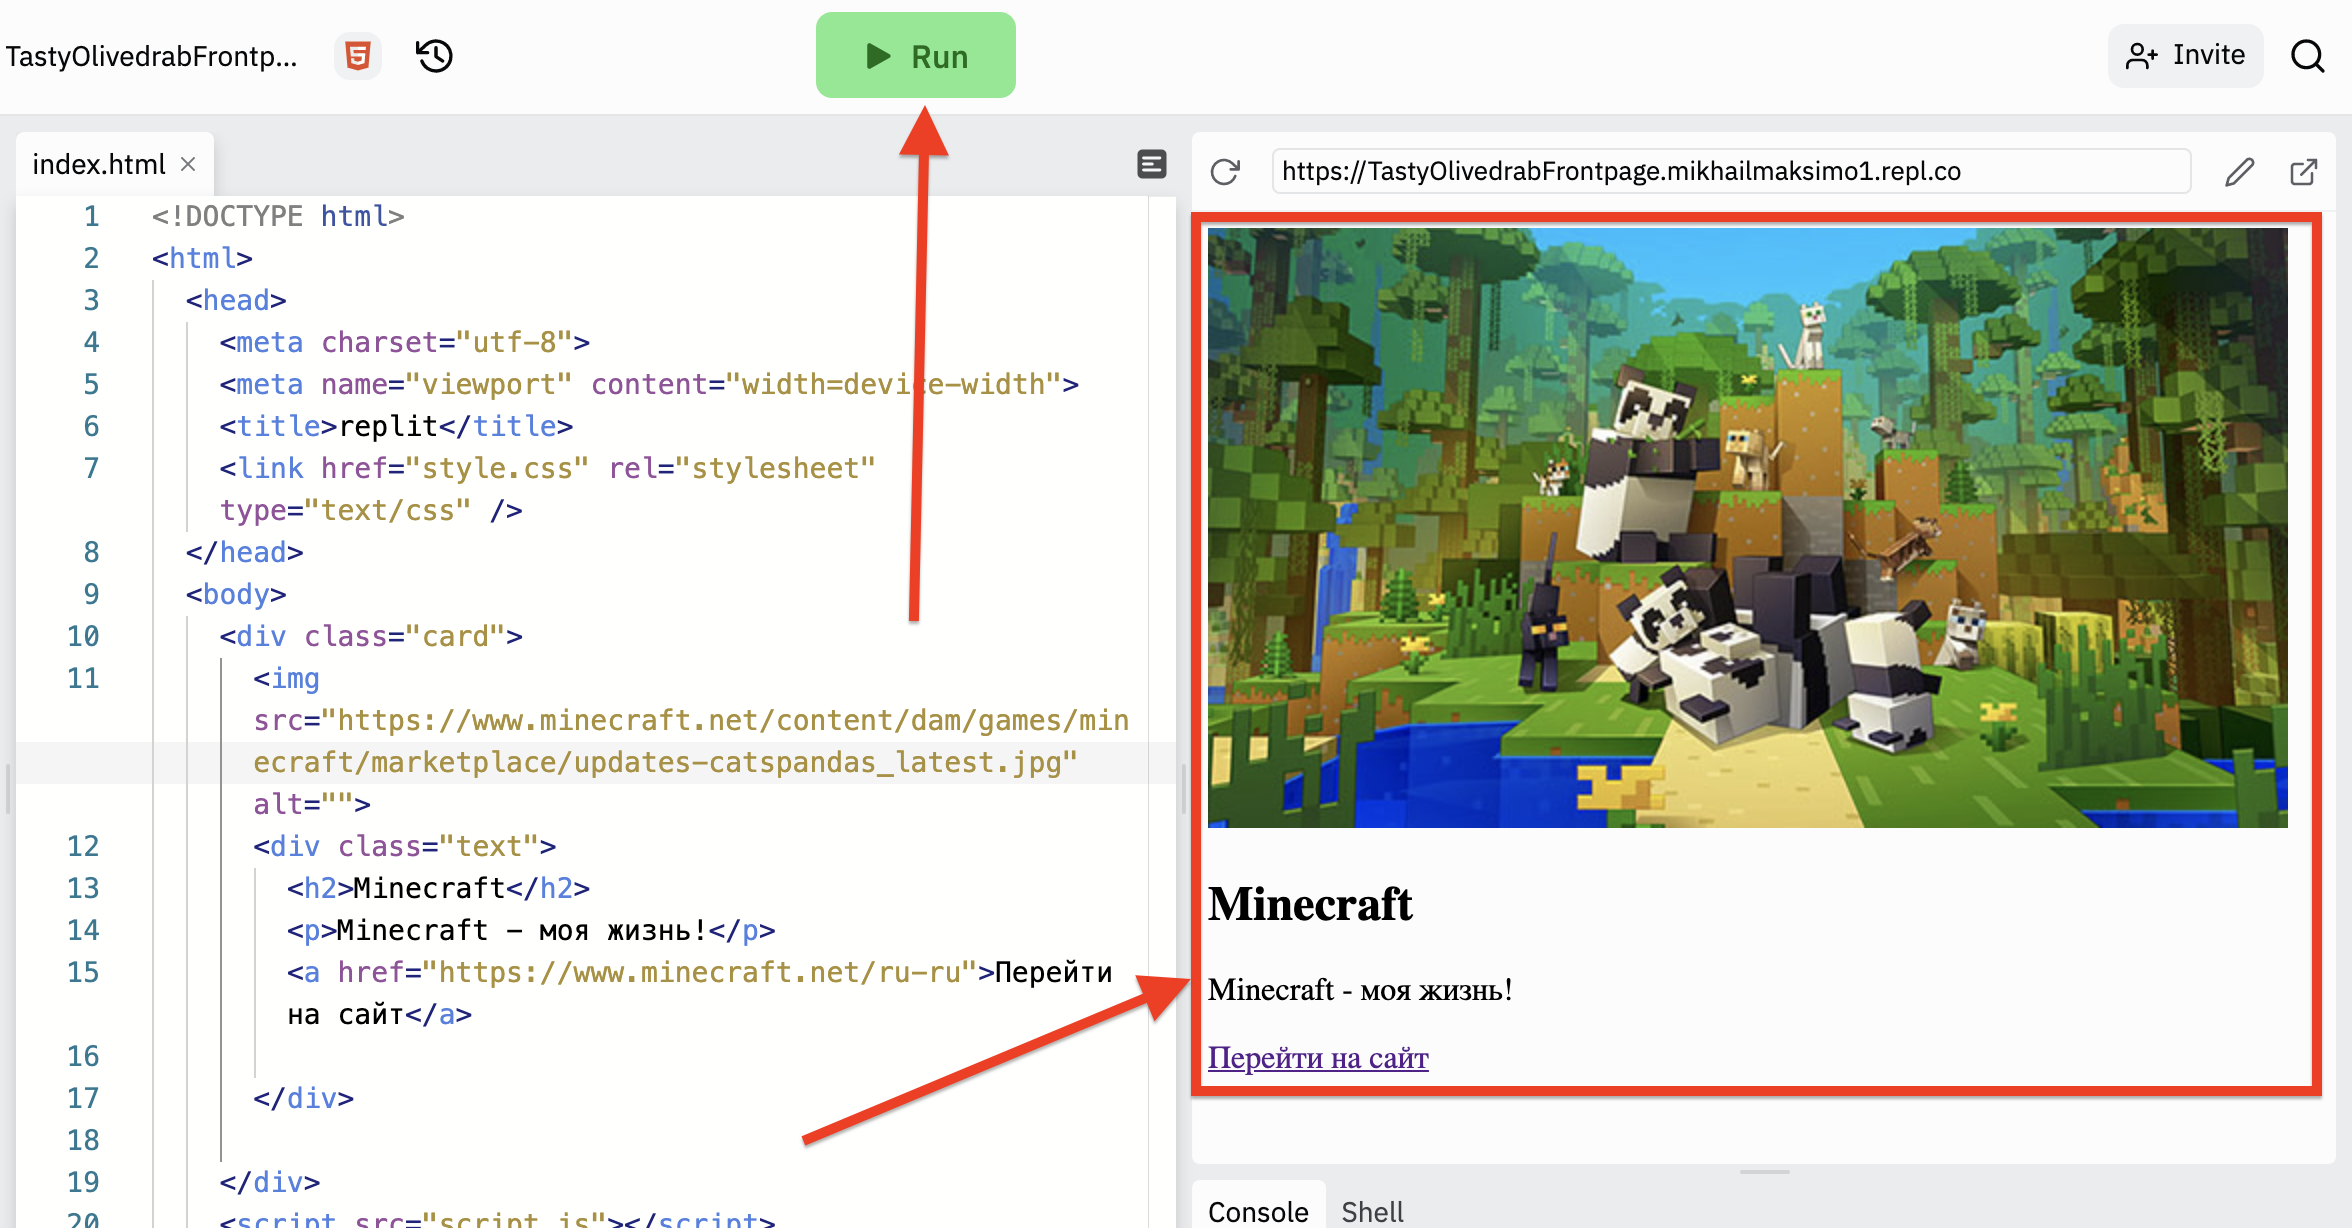 TastyOlivedrabFrontp...
Run
Invite
index.html
1 <!DOCTYPE html>
2 <html>
3 <head>
4 <meta charset="utf-8">
5 <meta name="viewport" content="width=device-width">
6 <title>replit</title>
7 <link href="style.css" rel="stylesheet"
type="text/css" />
8 </head>
9 <body>
10 <div class="card">
11 <img
src="https://www.minecraft.net/content/dam/games/min
ecraft/marketplace/updates-catspandas_latest.jpg"
alt="">
12 <div class="text">
13 <h2>Minecraft</h2>
14 <p>Minecraft - моя жизнь!</p>
15 <a href="https://www.minecraft.net/ru-ru">Перейти
на сайт</a>
16
17 </div>
18
19 </div>
20 <script src="script.js"></script>
https://TastyOlivedrabFrontpage.mikhailmaksimo1.repl.co
Minecraft
Minecraft - моя жизнь!
Перейти на сайт
Console Shell